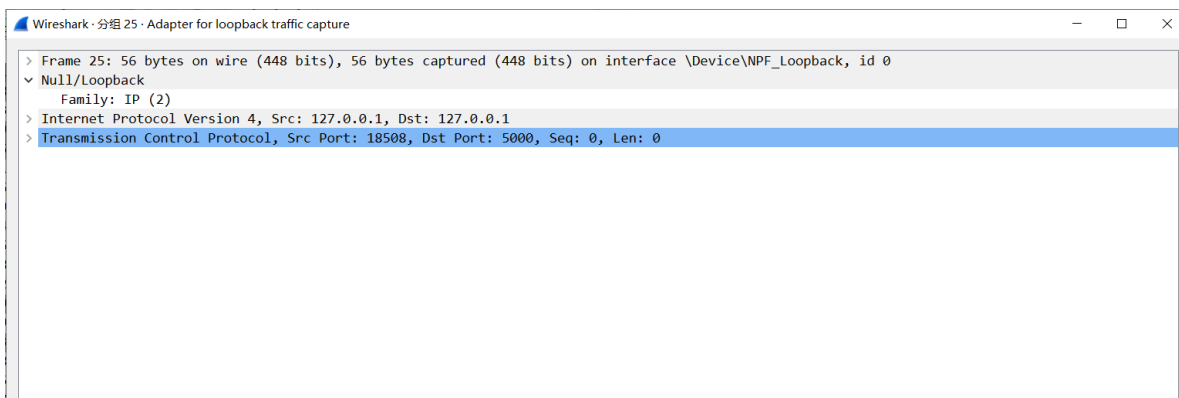 Wireshark · 分组 25 · Adapter for loopback traffic capture
Frame 25: 56 bytes on wire (448 bits), 56 bytes captured (448 bits) on interface \Device\NPF_Loopback, id 0
Null/Loopback
Family: IP (2)
Internet Protocol Version 4, Src: 127.0.0.1, Dst: 127.0.0.1
Transmission Control Protocol, Src Port: 18508, Dst Port: 5000, Seq: 0, Len: 0